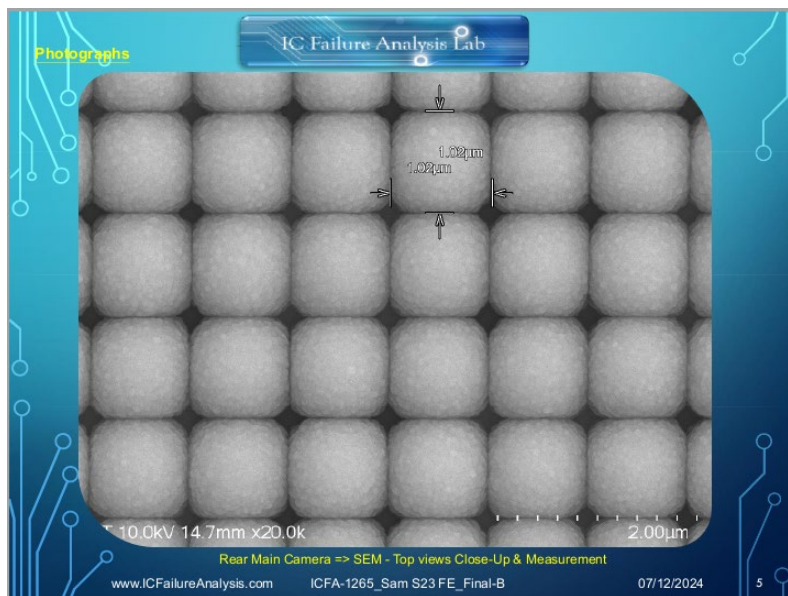 IC Failure Analysis Lab
Photographs
1.02µm
1.02µm
10.0kV 14.7mm x20.0k
2.00µm
Rear Main Camera => SEM - Top views Close-Up & Measurement
www.ICFailureAnalysis.com
ICFA-1265_Sam S23 FE_Final-B
07/12/2024
5